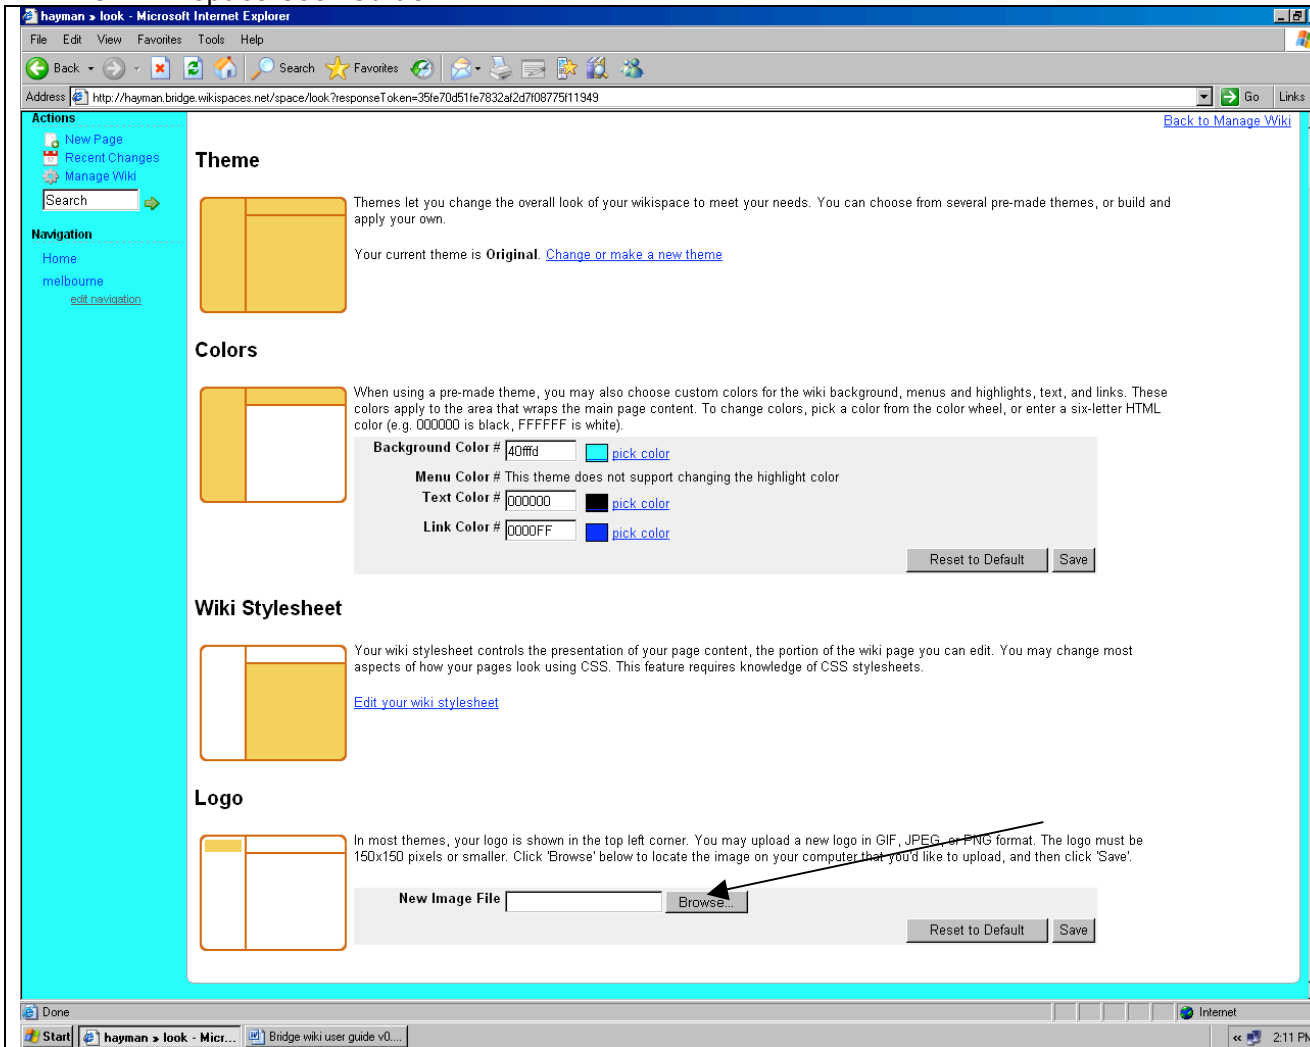 hayman » look - Microsoft Internet Explorer
File Edit View Favorites Tools Help
Back Search Favorites
Address http://hayman.bridge.wikispaces.net/space/look?responseToken=35fe70d51fe7832af2d7f08775f11949 Go Links
Actions
Back to Manage Wiki
New Page
Recent Changes
Manage Wiki
Search
Navigation
Home
melbourne
edit navigation
Theme
Themes let you change the overall look of your wikispace to meet your needs. You can choose from several pre-made themes, or build and
apply your own.
Your current theme is Original. Change or make a new theme
Colors
When using a pre-made theme, you may also choose custom colors for the wiki background, menus and highlights, text, and links. These
colors apply to the area that wraps the main page content. To change colors, pick a color from the color wheel, or enter a six-letter HTML
color (e.g. 000000 is black, FFFFFF is white).
Background Color # 40fffd pick color
Menu Color # This theme does not support changing the highlight color
Text Color # 000000 pick color
Link Color # 0000FF pick color
Reset to Default Save
Wiki Stylesheet
Your wiki stylesheet controls the presentation of your page content, the portion of the wiki page you can edit. You may change most
aspects of how your pages look using CSS. This feature requires knowledge of CSS stylesheets.
Edit your wiki stylesheet
Logo
In most themes, your logo is shown in the top left corner. You may upload a new logo in GIF, JPEG, or PNG format. The logo must be
150x150 pixels or smaller. Click 'Browse' below to locate the image on your computer that you'd like to upload, and then click 'Save'.
New Image File Browse...
Reset to Default Save
Done Internet
Start hayman » look - Micr... Bridge wiki user guide v0.... « 2:11 PM